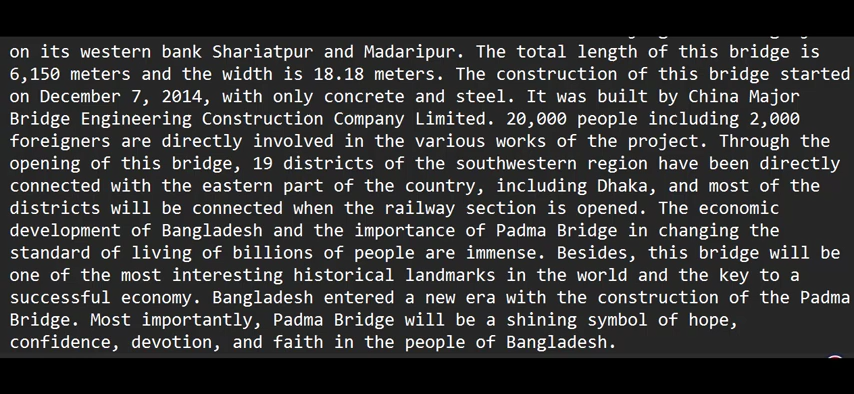 on its western bank Shariatpur and Madaripur. The total length of this bridge is
6,150 meters and the width is 18.18 meters. The construction of this bridge started
on December 7, 2014, with only concrete and steel. It was built by China Major
Bridge Engineering Construction Company Limited. 20,000 people including 2,000
foreigners are directly involved in the various works of the project. Through the
opening of this bridge, 19 districts of the southwestern region have been directly
connected with the eastern part of the country, including Dhaka, and most of the
districts will be connected when the railway section is opened. The economic
development of Bangladesh and the importance of Padma Bridge in changing the
standard of living of billions of people are immense. Besides, this bridge will be
one of the most interesting historical landmarks in the world and the key to a
successful economy. Bangladesh entered a new era with the construction of the Padma
Bridge. Most importantly, Padma Bridge will be a shining symbol of hope,
confidence, devotion, and faith in the people of Bangladesh.